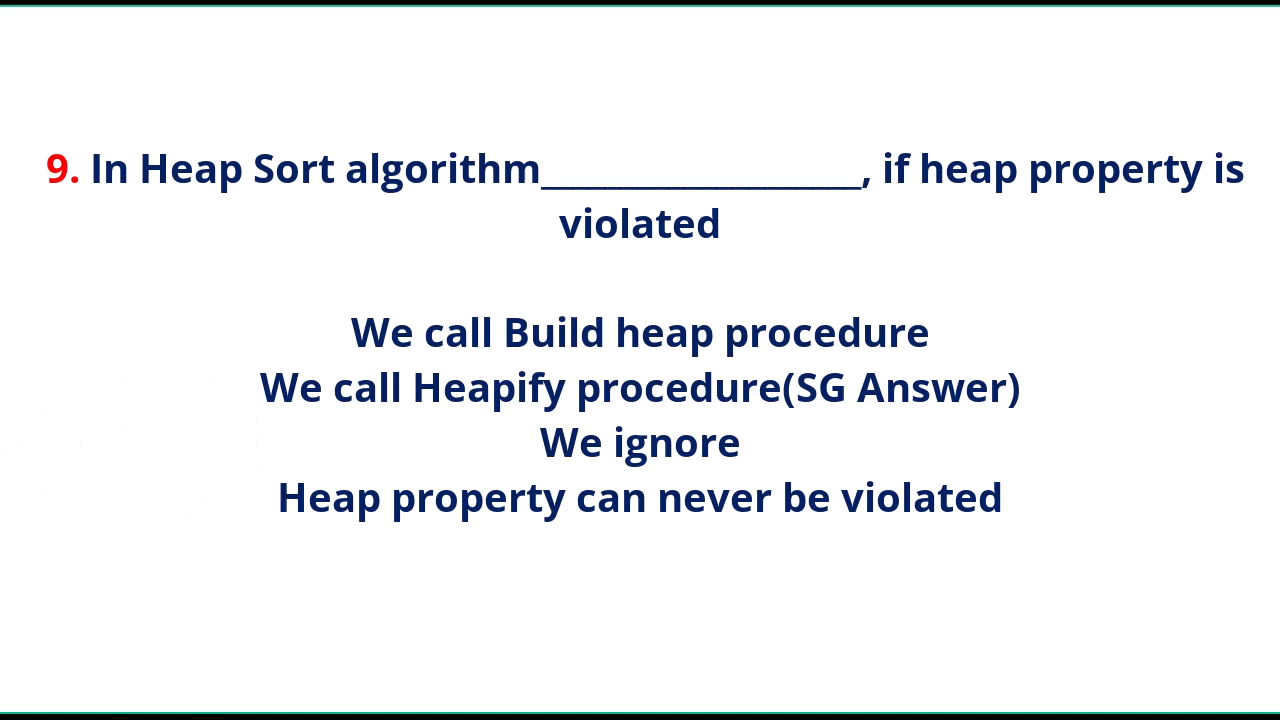 9. In Heap Sort algorithm____________________, if heap property is
violated
We call Build heap procedure
We call Heapify procedure(SG Answer)
We ignore
Heap property can never be violated